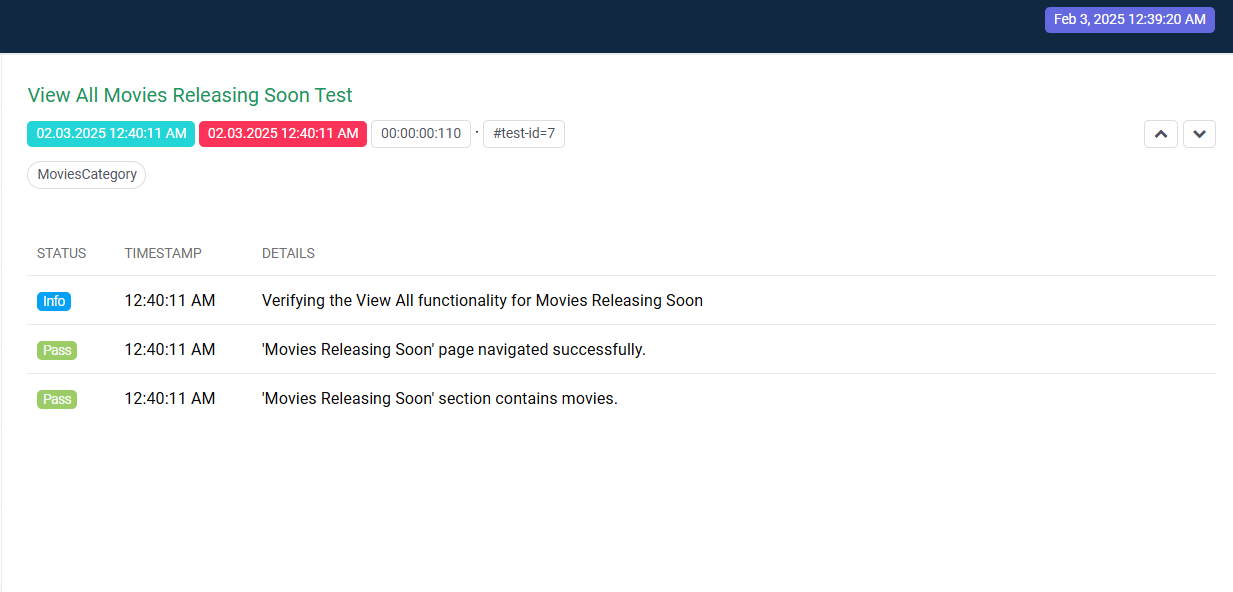 Feb 3, 2025 12:39:20 AM
View All Movies Releasing Soon Test
02.03.2025 12:40:11 AM 02.03.2025 12:40:11 AM 00:00:00:110 · #test-id=7
MoviesCategory
STATUS TIMESTAMP DETAILS
Info 12:40:11 AM Verifying the View All functionality for Movies Releasing Soon
Pass 12:40:11 AM 'Movies Releasing Soon' page navigated successfully.
Pass 12:40:11 AM 'Movies Releasing Soon' section contains movies.